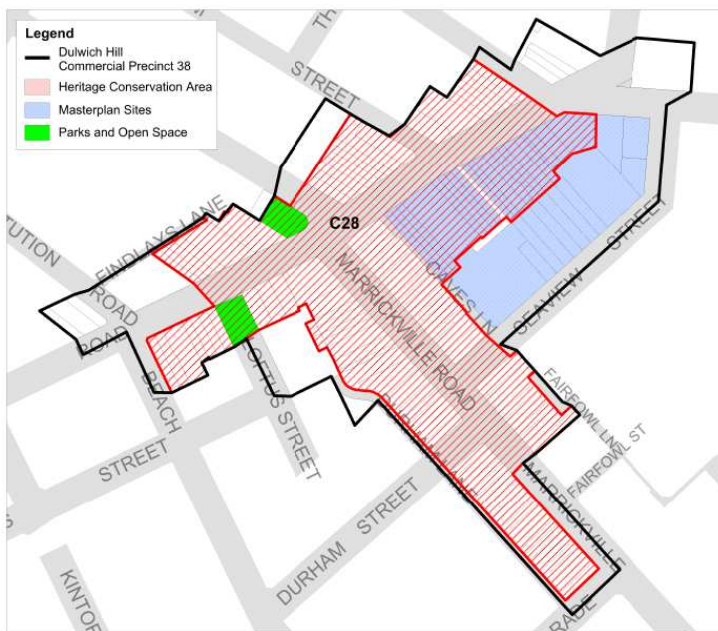 Legend
Dulwich Hill
Commercial Precinct 38
Heritage Conservation Area
Masterplan Sites
Parks and Open Space
STREET
FINDLAYS LANE
C28
ROAD
ROAD
BEACH
STREET
LOFTUS STREET
MARRICKVILLE ROAD
CAVES LN
SEAVIEW STREET
FAIRFOWL LN
FAIRFOWL ST
MARRICKVILLE
DURHAM STREET